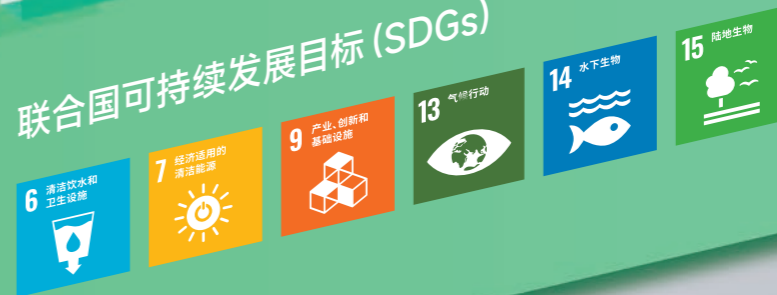 联合国可持续发展目标 (SDGs)
6 清洁饮水和
卫生设施
7 经济适用的
清洁能源
9 产业、创新和
基础设施
13 气候行动
14 水下生物
15 陆地生物